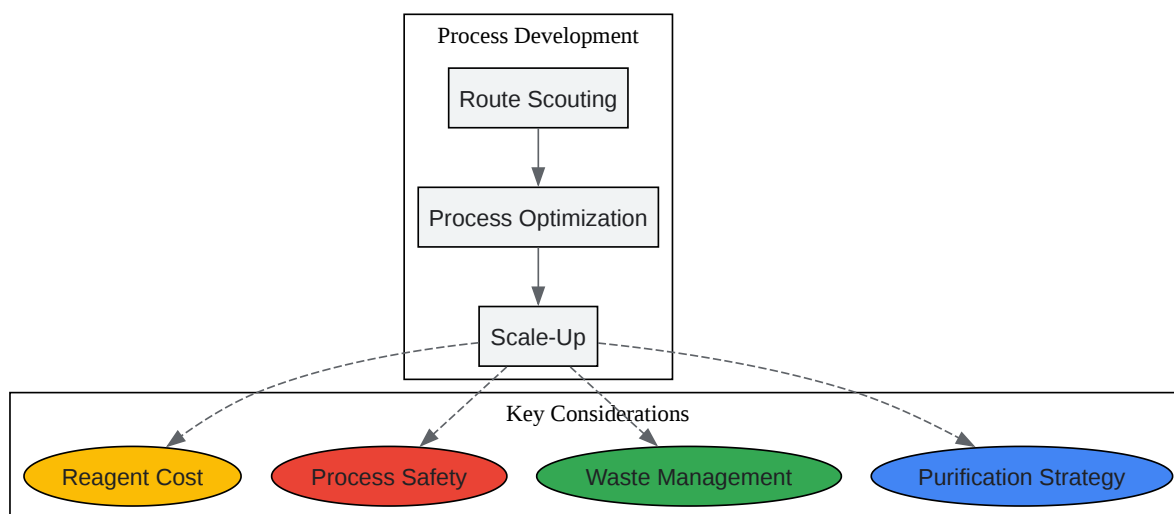 Process Development
Route Scouting
Process Optimization
Scale-Up
Key Considerations
Reagent Cost
Process Safety
Waste Management
Purification Strategy